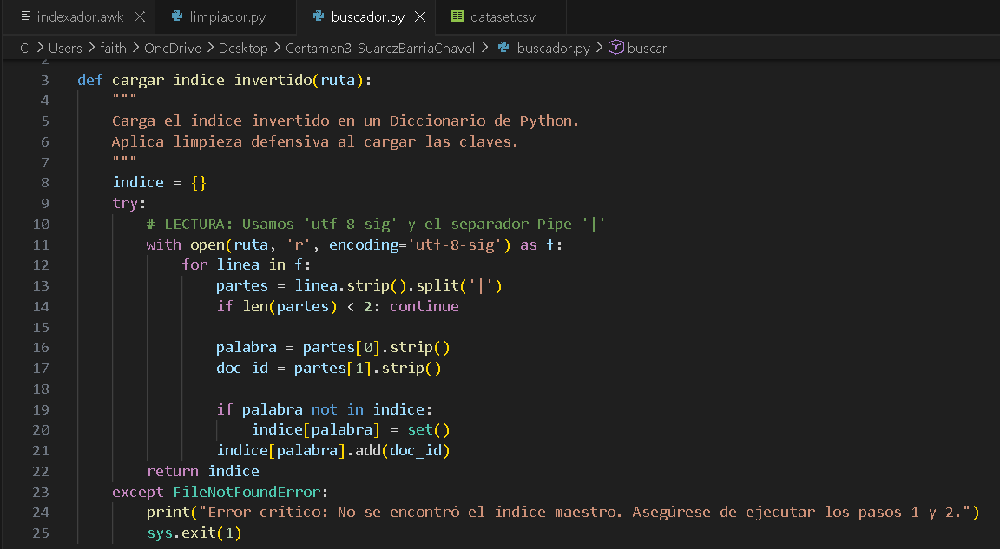 indexador.awk limpiador.py buscador.py dataset.csv
C: > Users > faith > OneDrive > Desktop > Certamen3-SuarezBarriaChavol > buscador.py > buscar
2
3 def cargar_indice_invertido(ruta):
4 """
5 Carga el índice invertido en un Diccionario de Python.
6 Aplica limpieza defensiva al cargar las claves.
7 """
8 indice = {}
9 try:
10 # LECTURA: Usamos 'utf-8-sig' y el separador Pipe '|'
11 with open(ruta, 'r', encoding='utf-8-sig') as f:
12 for linea in f:
13 partes = linea.strip().split('|')
14 if len(partes) < 2: continue
15
16 palabra = partes[0].strip()
17 doc_id = partes[1].strip()
18
19 if palabra not in indice:
20 indice[palabra] = set()
21 indice[palabra].add(doc_id)
22 return indice
23 except FileNotFoundError:
24 print("Error crítico: No se encontró el índice maestro. Asegúrese de ejecutar los pasos 1 y 2.")
25 sys.exit(1)